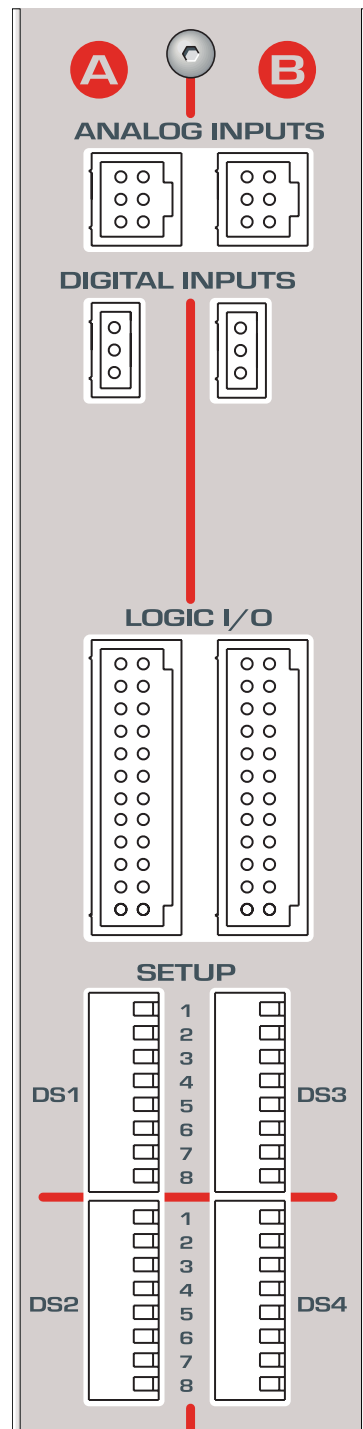 A B
ANALOG INPUTS
DIGITAL INPUTS
LOGIC I/O
SETUP
1
2
3
4
DS1 5 DS3
6
7
8
1
2
3
4
DS2 5 DS4
6
7
8